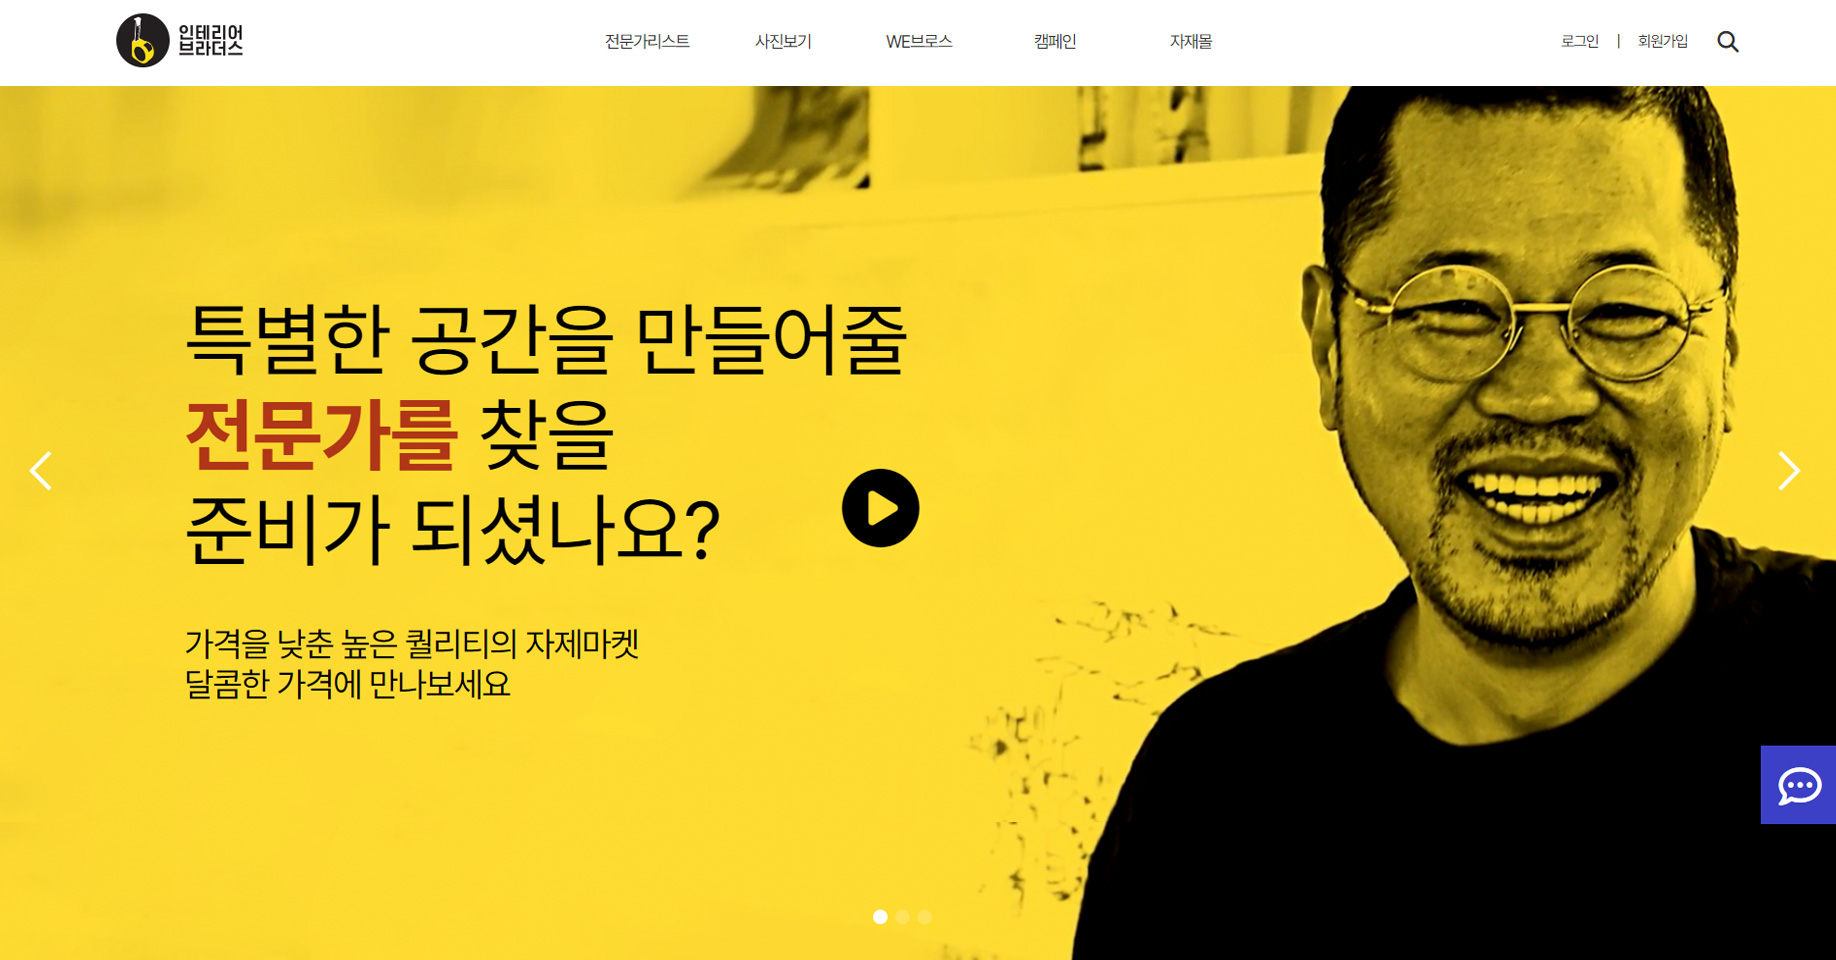 인테리어
브라더스
전문가리스트
사진보기
WE브로스
캠페인
자재몰
로그인 | 회원가입
특별한 공간을 만들어줄
전문가를 찾을
준비가 되셨나요?
가격을 낮춘 높은 퀄리티의 자제마켓
달콤한 가격에 만나보세요